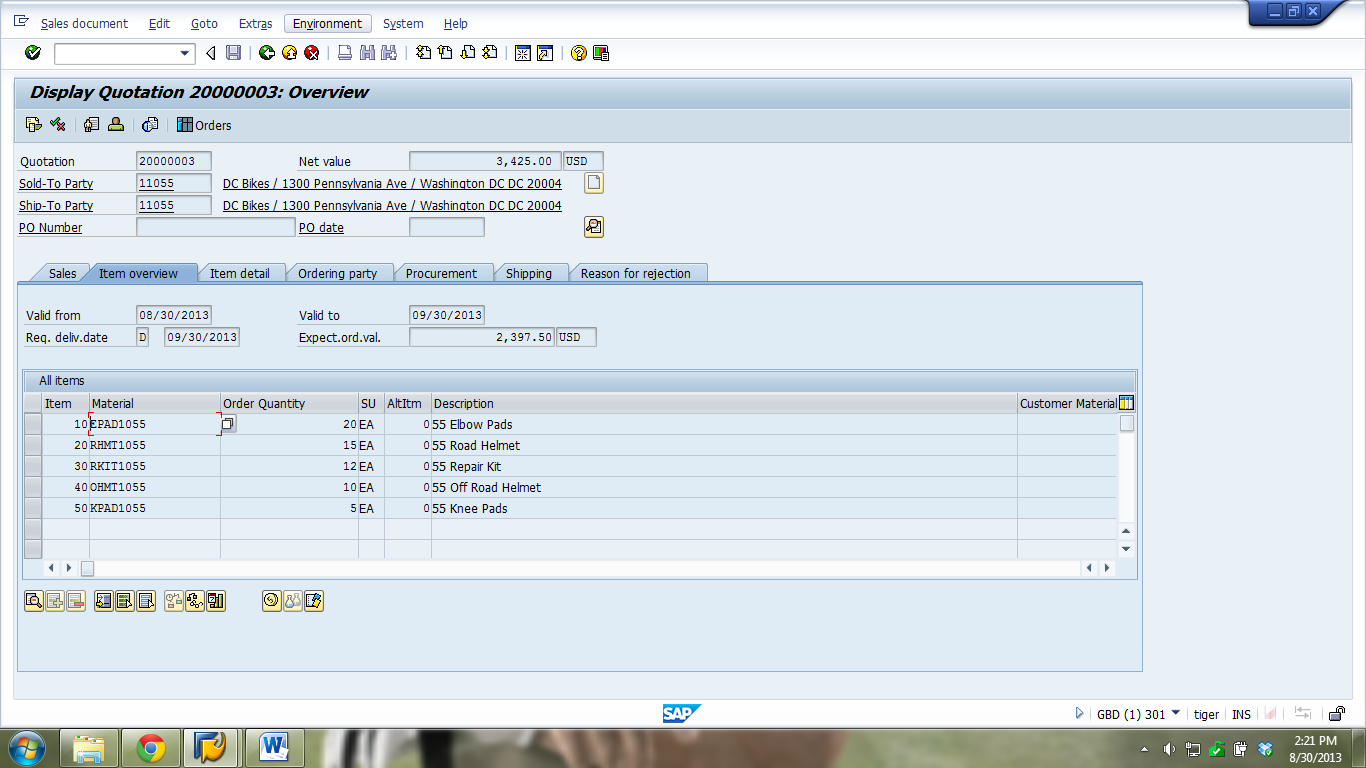 Sales document Edit Goto Extras Environment System Help
Display Quotation 20000003: Overview
Orders
Quotation 20000003 Net value 3,425.00 USD
Sold-To Party 11055 DC Bikes / 1300 Pennsylvania Ave / Washington DC DC 20004
Ship-To Party 11055 DC Bikes / 1300 Pennsylvania Ave / Washington DC DC 20004
PO Number PO date
Sales Item overview Item detail Ordering party Procurement Shipping Reason for rejection
Valid from 08/30/2013 Valid to 09/30/2013
Req. deliv.date D 09/30/2013 Expect.ord.val. 2,397.50 USD
All items
Item Material Order Quantity SU AltItm Description Customer Material
10 EPAD1055 20 EA 0 55 Elbow Pads
20 RHMT1055 15 EA 0 55 Road Helmet
30 RKIT1055 12 EA 0 55 Repair Kit
40 OHMT1055 10 EA 0 55 Off Road Helmet
50 KPAD1055 5 EA 0 55 Knee Pads
SAP GBD (1) 301 tiger INS
2:21 PM
8/30/2013